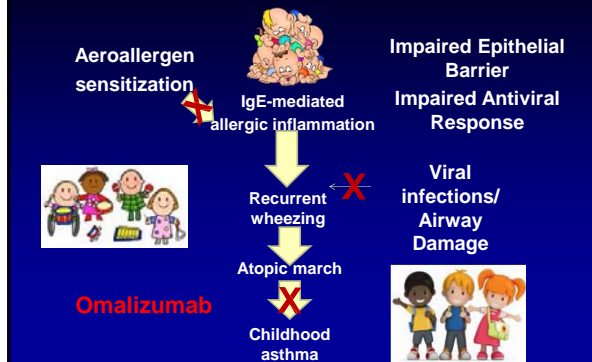 Aeroallergen
sensitization
X
IgE-mediated
allergic inflammation
Impaired Epithelial
Barrier
Impaired Antiviral
Response
Recurrent
wheezing
X
Viral
infections/
Airway
Damage
Atopic march
X
Omalizumab
Childhood
asthma